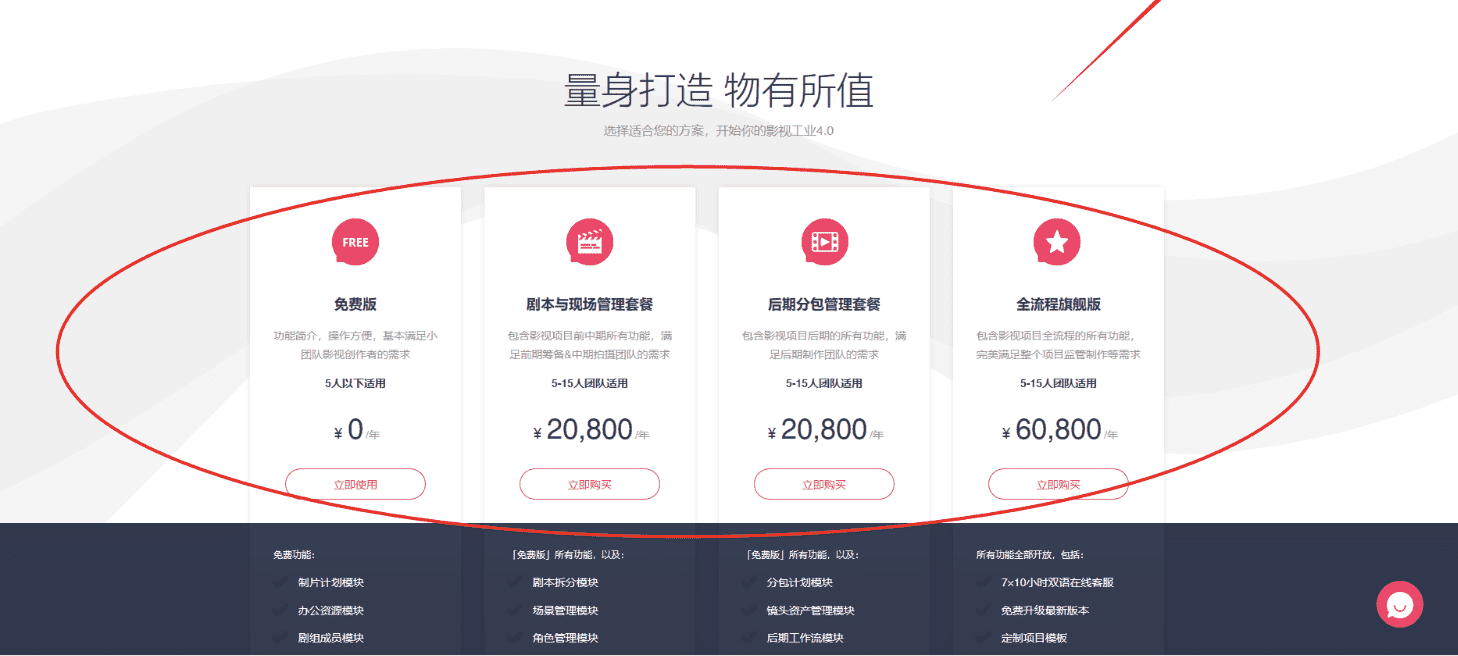 量身打造 物有所值
选择适合您的方案，开始你的影视工业4.0
FREE
免费版
功能简介，操作方便，基本满足小
团队影视创作者的需求
5人以下适用
¥ 0 /年
立即使用
剧本与现场管理套餐
包含影视项目前中期所有功能，满
足前期筹备&中期拍摄团队的需求
5-15人团队适用
¥ 20,800 /年
立即购买
后期分包管理套餐
包含影视项目后期的所有功能，满
足后期制作团队的需求
5-15人团队适用
¥ 20,800 /年
立即购买
全流程旗舰版
包含影视项目全流程的所有功能，
完美满足整个项目监管制作等需求
5-15人团队适用
¥ 60,800 /年
立即购买
免费功能：
制片计划模块
办公资源模块
剧组成员模块
「免费版」所有功能，以及：
剧本拆分模块
场景管理模块
角色管理模块
「免费版」所有功能，以及：
分包计划模块
镜头资产管理模块
后期工作流模块
所有功能全部开放，包括：
7×10小时双语在线客服
免费升级最新版本
定制项目模板